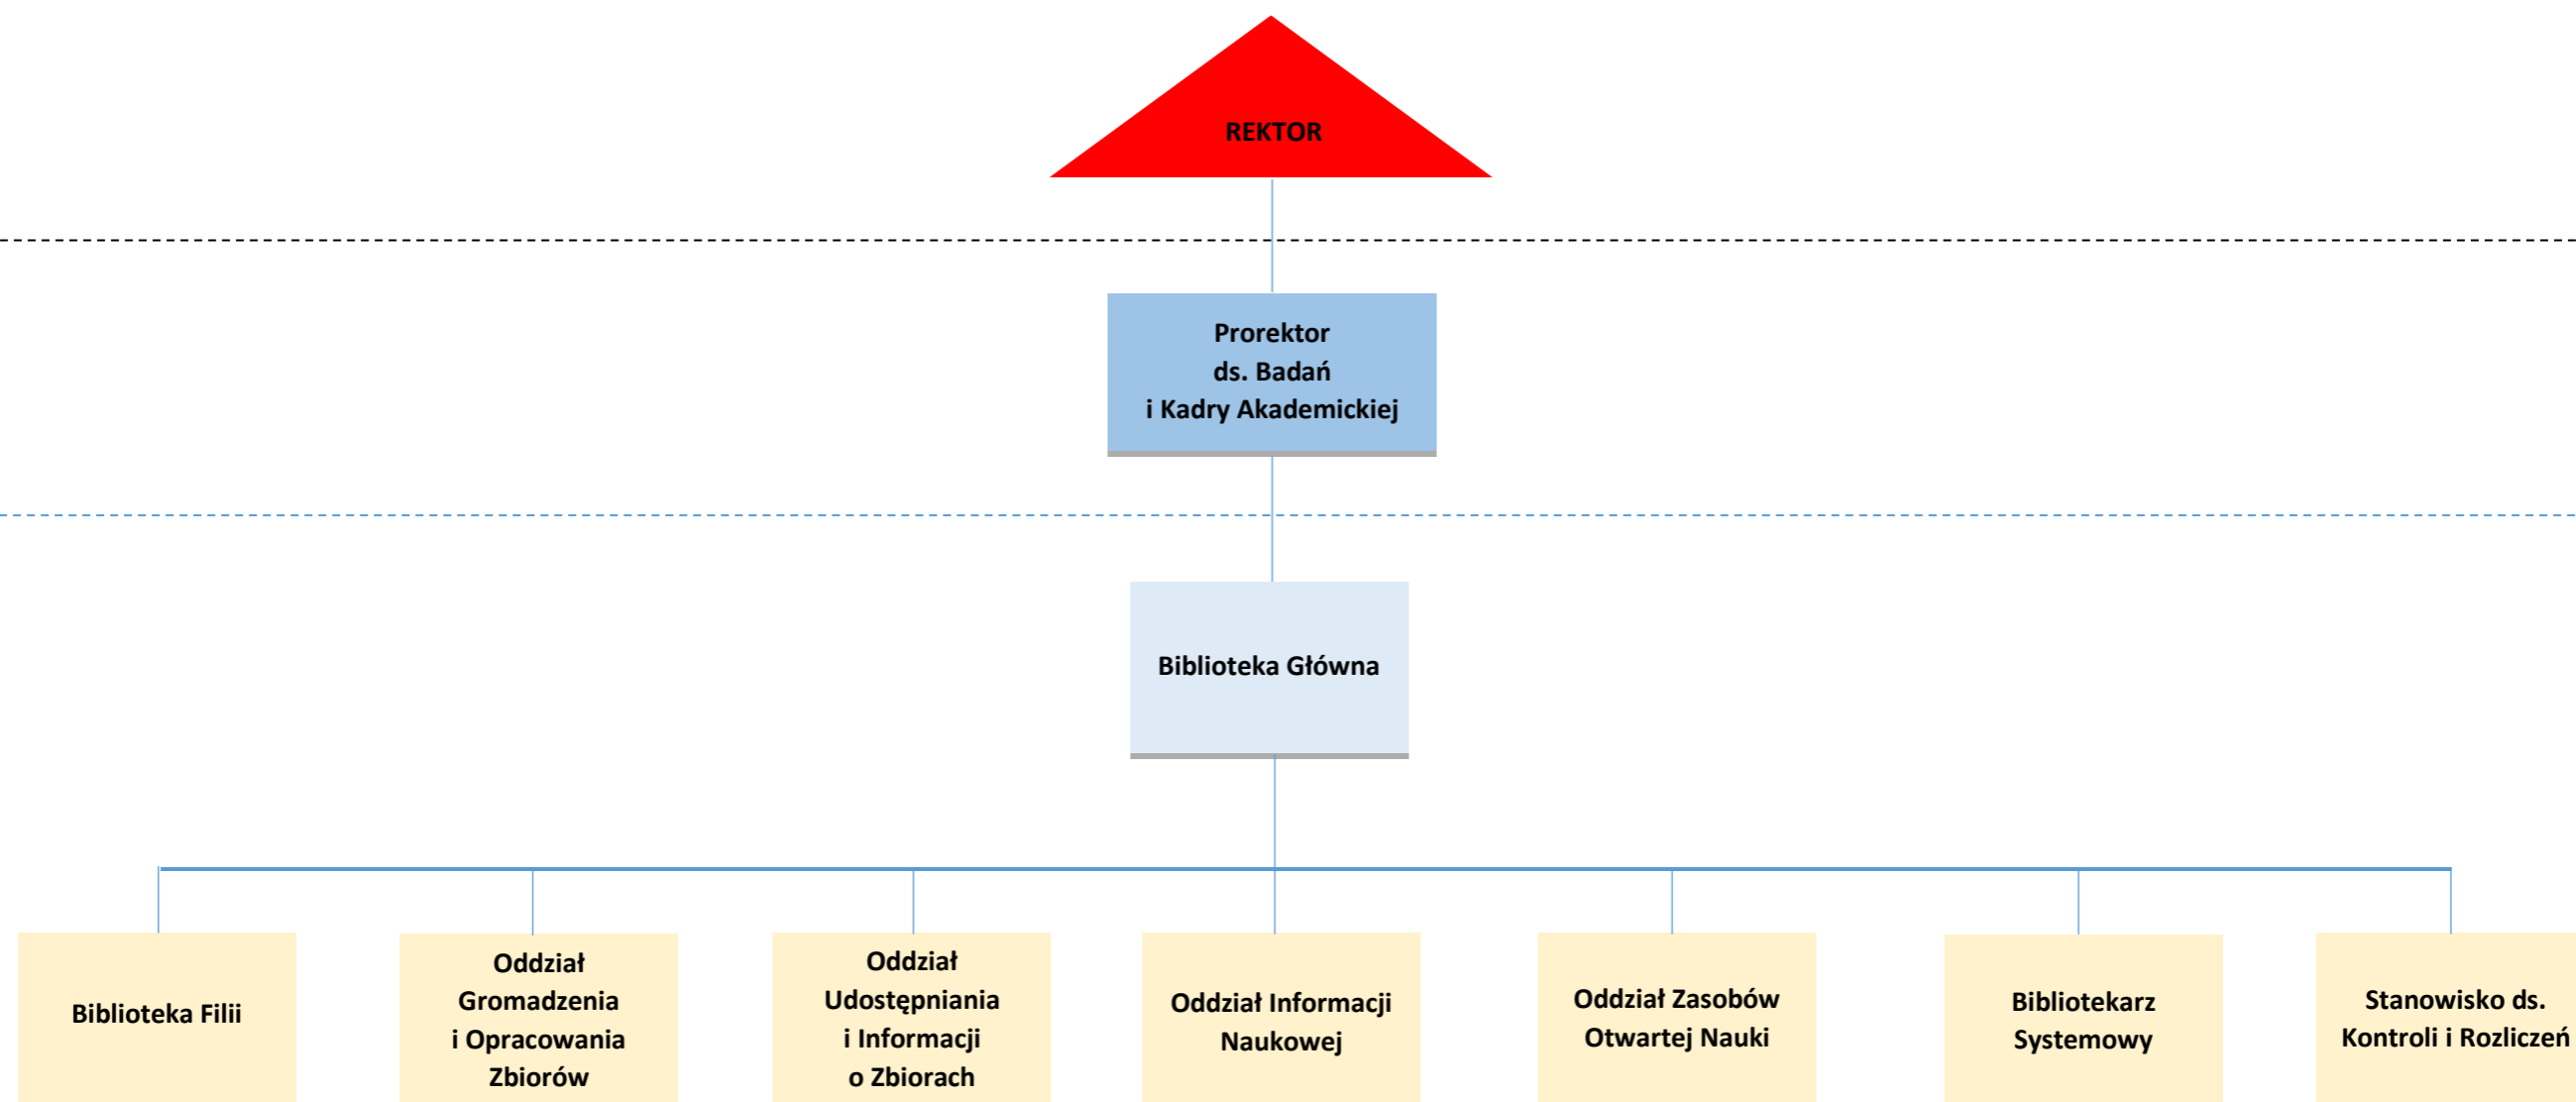 REKTOR
Prorektor
ds. Badań
i Kadry Akademickiej
Biblioteka Główna
Biblioteka Filii
Oddział
Gromadzenia
i Opracowania
Zbiorów
Oddział
Udostępniania
i Informacji
o Zbiorach
Oddział Informacji
Naukowej
Oddział Zasobów
Otwartej Nauki
Bibliotekarz
Systemowy
Stanowisko ds.
Kontroli i Rozliczeń